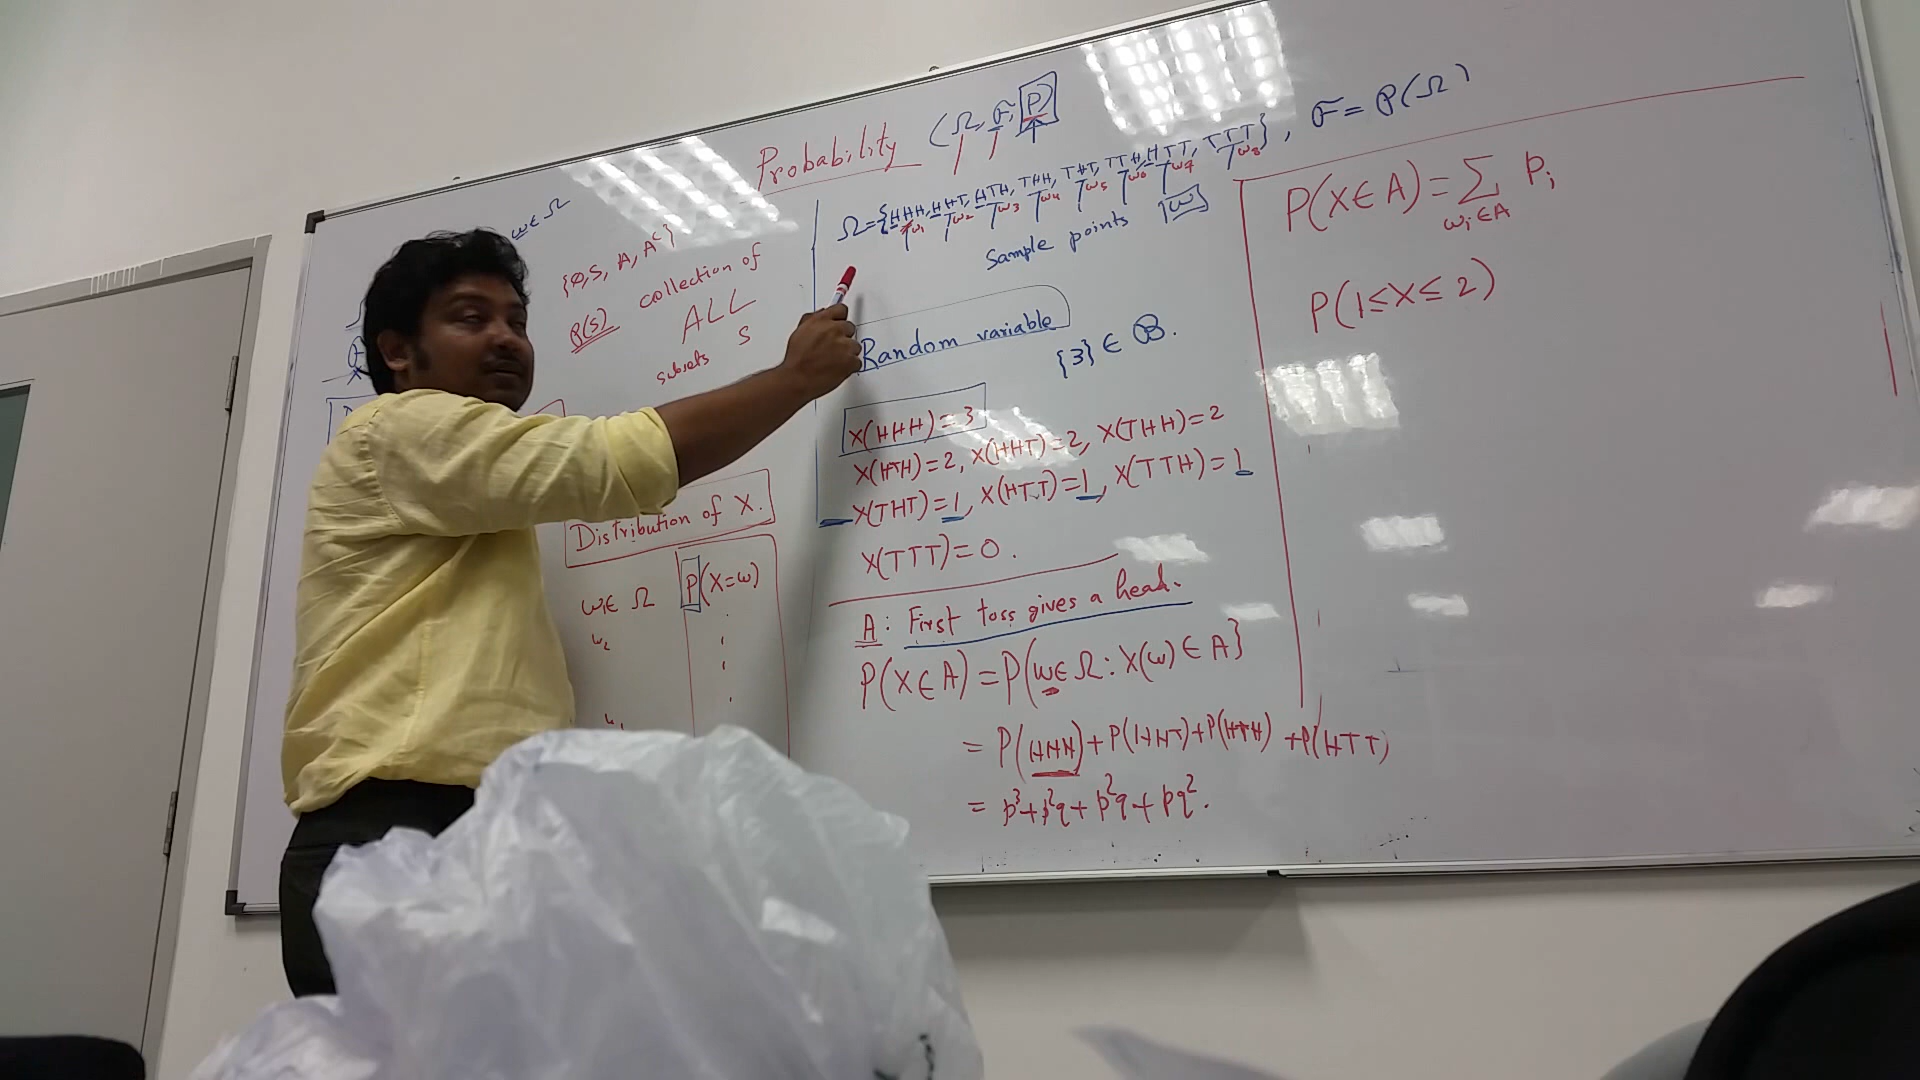 Probability (Ω, F, P)
ω ∈ Ω
{Φ, S, A, Aᶜ}
P(S) collection of
ALL
subsets S
Distribution of X.
ωᵢ ∈ Ω P(X=ω)
ω₂
Ω = {HHH, HHT, HTH, THH, THT, TTH, HTT, TTT}, F = P(Ω)
ω₁ ω₂ ω₃ ω₄ ω₅ ω₆ ω₇ ω₈
Sample points [ω]
Random variable
{3} ∈ B.
X(HHH) = 3
X(HTH) = 2, X(HHT) = 2, X(THH) = 2
X(THT) = 1, X(HTT) = 1, X(TTH) = 1
X(TTT) = 0.
A: First toss gives a head.
P(X ∈ A) = P(ω ∈ Ω : X(ω) ∈ A}
= P(HHH) + P(HHT) + P(HTH) + P(HTT)
= p³ + p²q + p²q + pq².
P(X ∈ A) = Σ pᵢ
ωᵢ ∈ A
P(1 ≤ X ≤ 2)